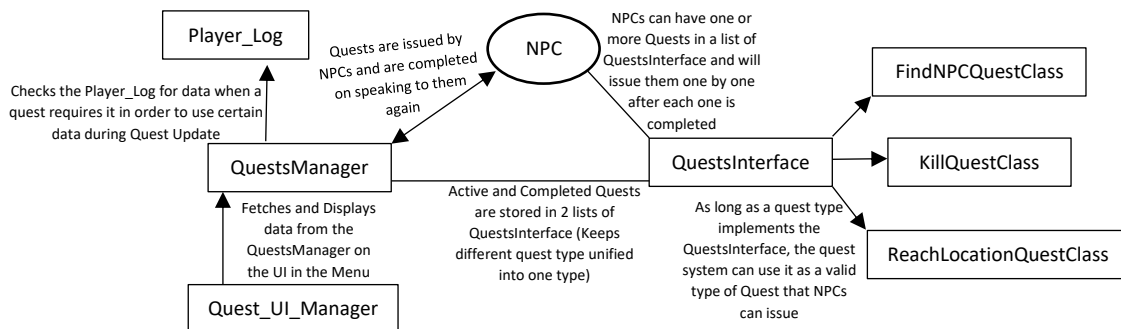 Player_Log
Quests are issued by
NPCs and are completed
on speaking to them
again
NPC
NPCs can have one or
more Quests in a list of
QuestsInterface and will
issue them one by one
after each one is
completed
FindNPCQuestClass
Checks the Player_Log for data when a
quest requires it in order to use certain
data during Quest Update
QuestsManager
QuestsInterface
KillQuestClass
Fetches and Displays
data from the
QuestsManager on
the UI in the Menu
Active and Completed Quests
are stored in 2 lists of
QuestsInterface (Keeps
different quest type unified
into one type)
As long as a quest type
implements the
QuestsInterface, the quest
system can use it as a valid
type of Quest that NPCs
can issue
ReachLocationQuestClass
Quest_UI_Manager